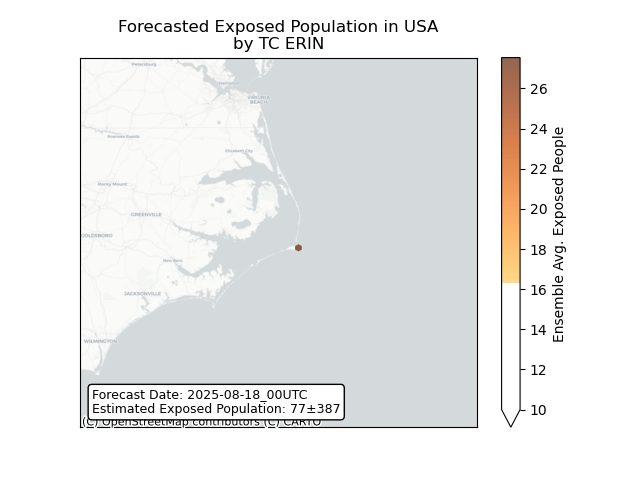 Forecasted Exposed Population in USA
by TC ERIN
Petersburg
VIRGINIA
BEACH
Roanoke Rapids
Elizabeth City
Rocky Mount
GREENVILLE
GOLDSBORO
New Bern
JACKSONVILLE
WILMINGTON
Forecast Date: 2025-08-18_00UTC
Estimated Exposed Population: 77±387
(C) OpenStreetMap contributors (C) CARTO
26
24
22
20
18
16
14
12
10
Ensemble Avg. Exposed People